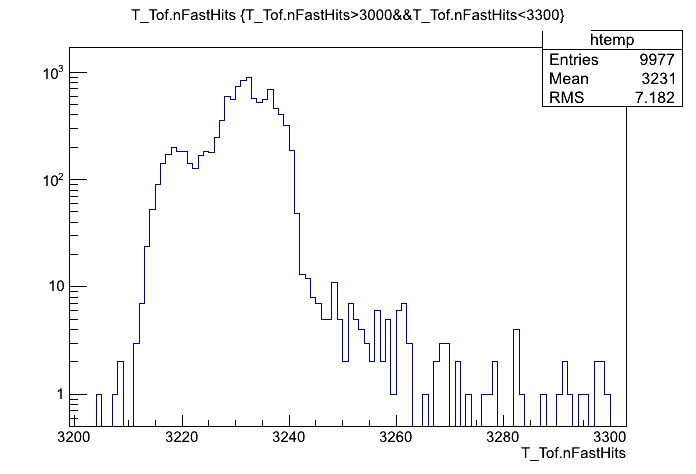 T_Tof.nFastHits {T_Tof.nFastHits>3000&&T_Tof.nFastHits<3300}
htemp
Entries 9977
Mean 3231
RMS 7.182
10³
10²
10
1
3200 3220 3240 3260 3280 3300
T_Tof.nFastHits